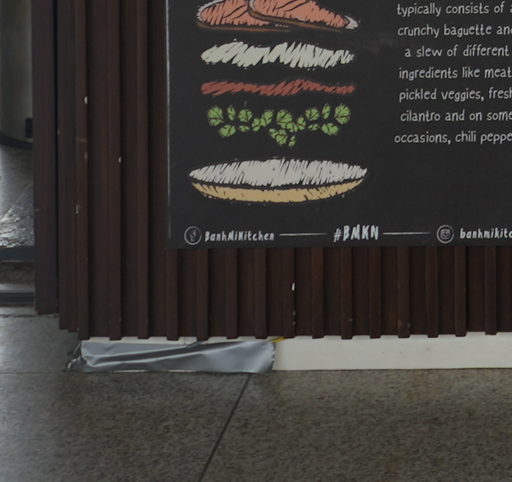 typically consists of a
crunchy baguette and
a slew of different
ingredients like meat
pickled veggies, fresh
cilantro and on some
occasions, chili peppe
BanhMiKitchen #BMKN banhmikitc